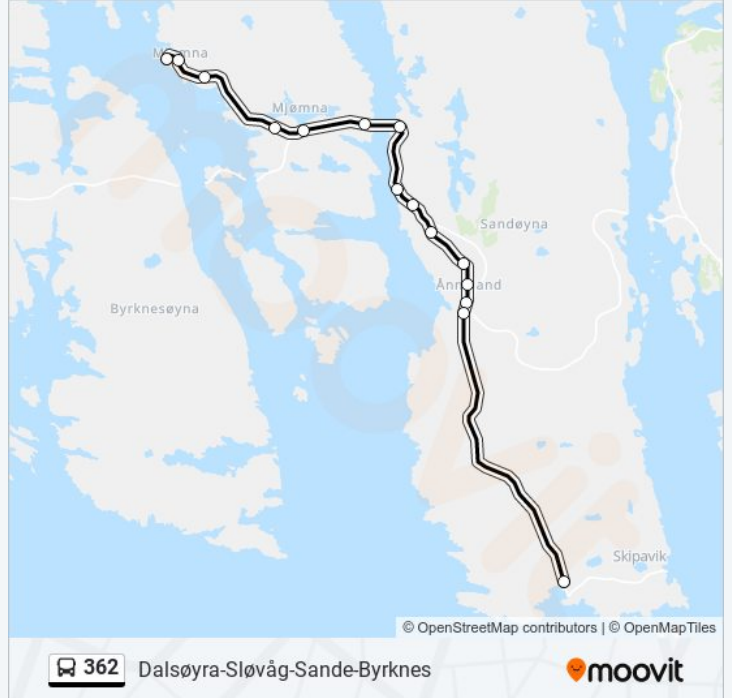 Mjømna
Mjømna
Sandøyna
Byrknesøyna
Skipavik
© OpenStreetMap contributors | © OpenMapTiles
362 Dalsøyra-Sløvåg-Sande-Byrknes
moovit